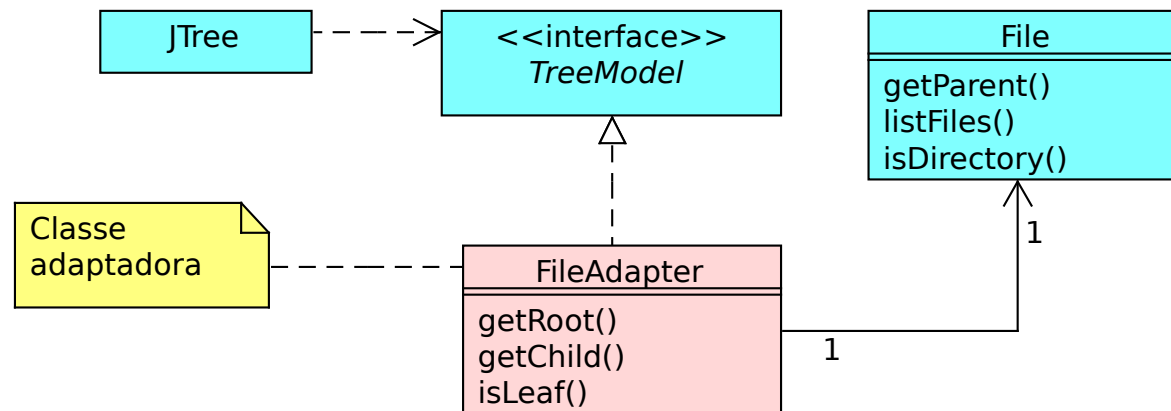 JTree
<<interface>>
TreeModel
File
getParent()
listFiles()
isDirectory()
Classe
adaptadora
FileAdapter
getRoot()
getChild()
isLeaf()
1
1